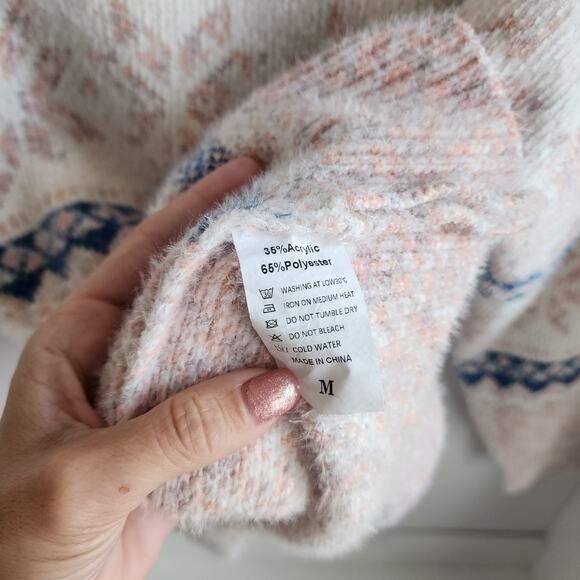 35%Acrylic
65%Polyester
WASHING AT LOW30°C
IRON ON MEDIUM HEAT
DO NOT TUMBLE DRY
DO NOT BLEACH
COLD WATER
MADE IN CHINA
M